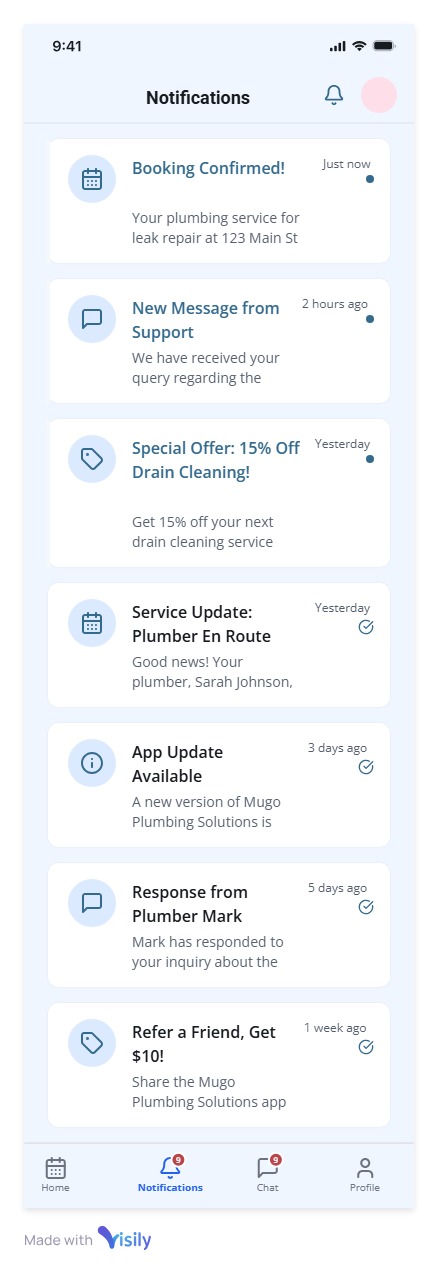 9:41
Notifications
Booking Confirmed!
Just now
Your plumbing service for
leak repair at 123 Main St
New Message from
Support
2 hours ago
We have received your
query regarding the
Special Offer: 15% Off
Drain Cleaning!
Yesterday
Get 15% off your next
drain cleaning service
Service Update:
Plumber En Route
Yesterday
Good news! Your
plumber, Sarah Johnson,
App Update
Available
3 days ago
A new version of Mugo
Plumbing Solutions is
Response from
Plumber Mark
5 days ago
Mark has responded to
your inquiry about the
Refer a Friend, Get
$10!
1 week ago
Share the Mugo
Plumbing Solutions app
9
9
Home
Notifications
Chat
Profile
Made with Visily